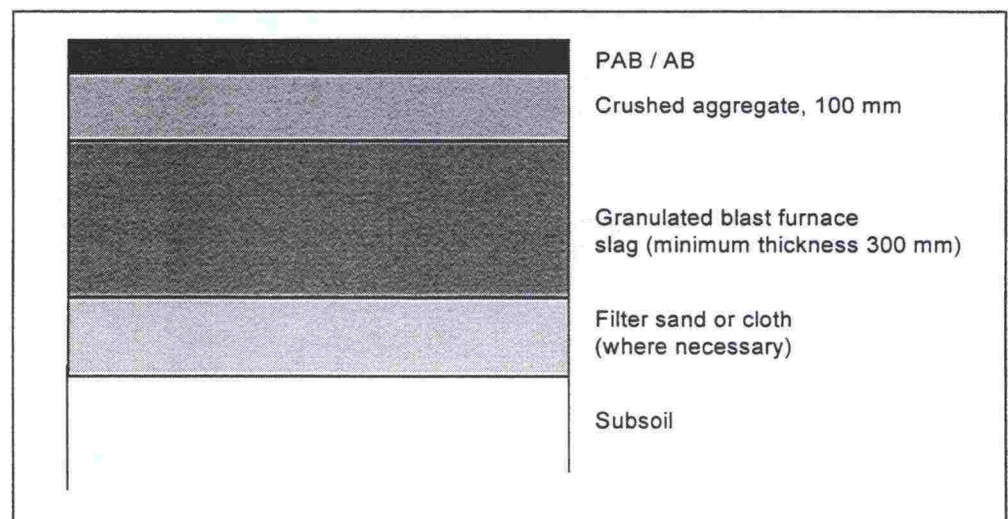 PAB / AB
Crushed aggregate, 100 mm
Granulated blast furnace
slag (minimum thickness 300 mm)
Filter sand or cloth
(where necessary)
Subsoil